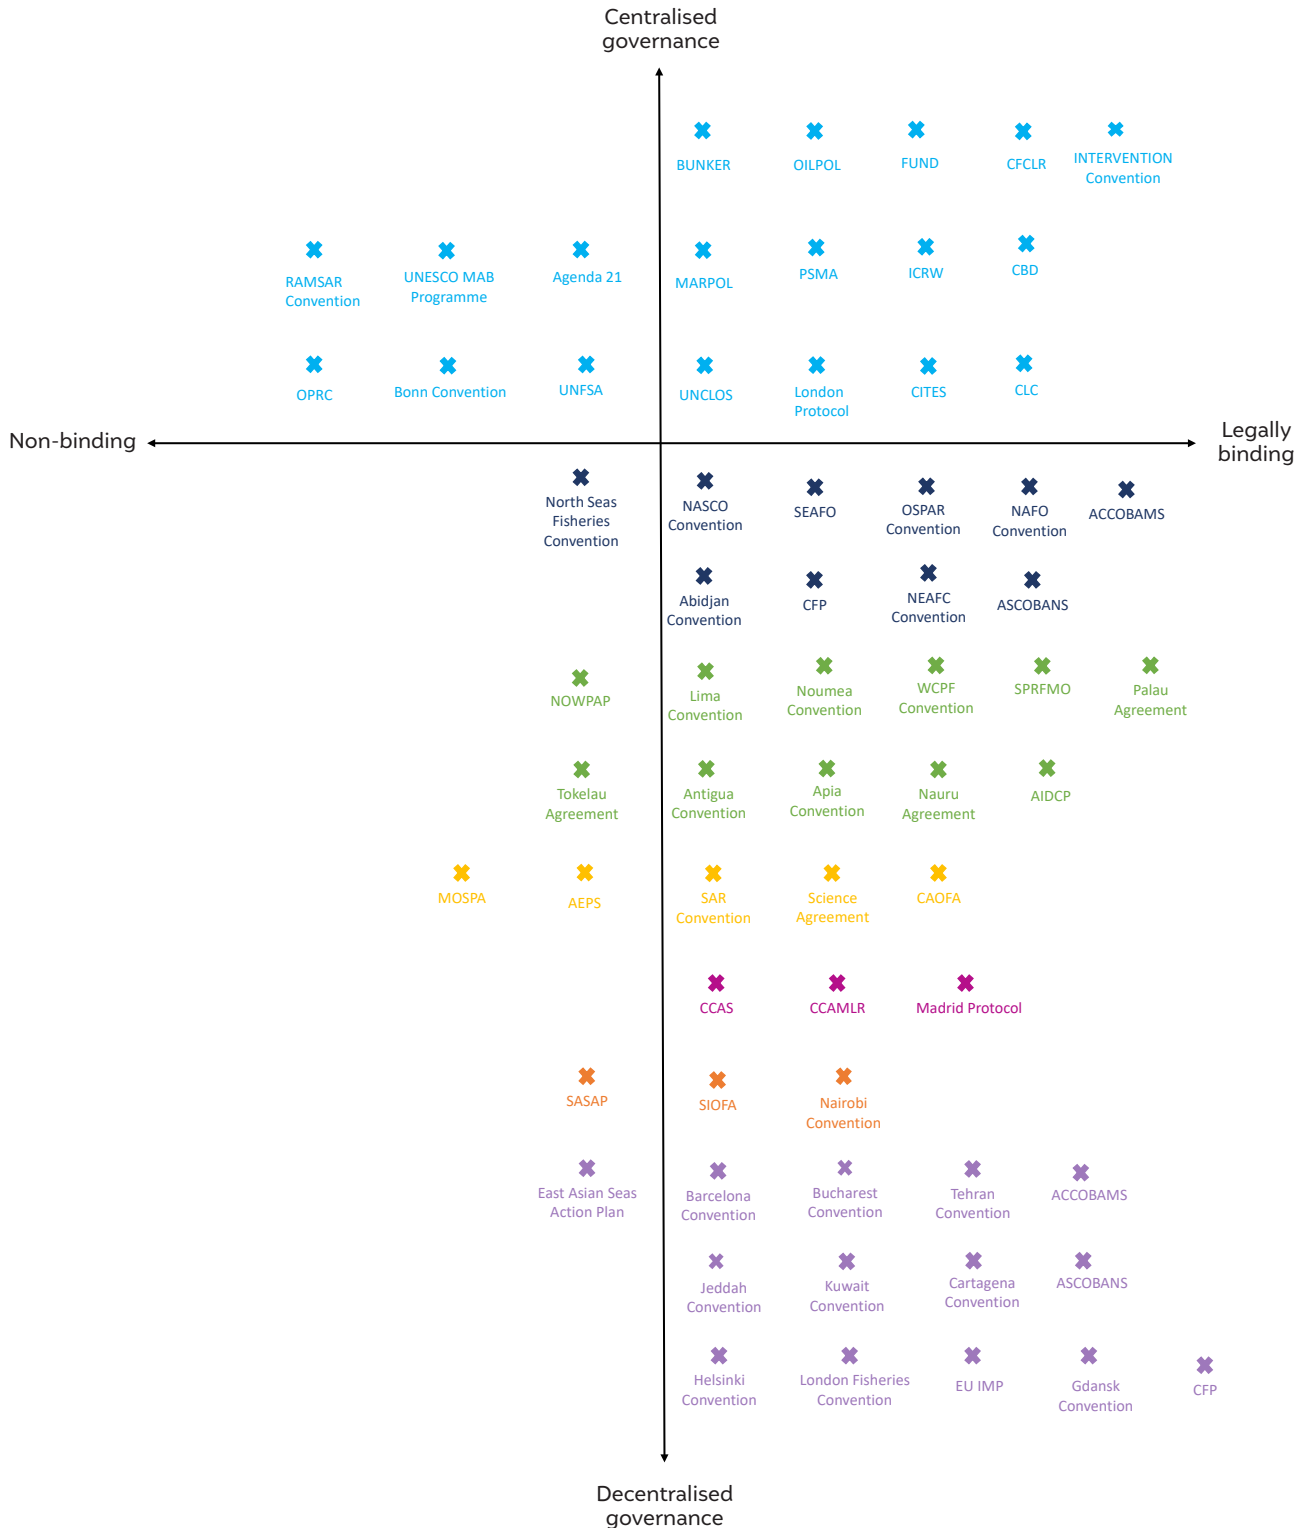 Centralised
governance
BUNKER
OILPOL
FUND
CFCLR
INTERVENTION
Convention
RAMSAR
Convention
UNESCO MAB
Programme
Agenda 21
MARPOL
PSMA
ICRW
CBD
OPRC
Bonn Convention
UNFSA
UNCLOS
London
Protocol
CITES
CLC
Non-binding
Legally
binding
North Seas
Fisheries
Convention
NASCO
Convention
SEAFO
OSPAR
Convention
NAFO
Convention
ACCOBAMS
Abidjan
Convention
CFP
NEAFC
Convention
ASCOBANS
NOWPAP
Lima
Convention
Noumea
Convention
WCPF
Convention
SPRFMO
Palau
Agreement
Tokelau
Agreement
Antigua
Convention
Apia
Convention
Nauru
Agreement
AIDCP
MOSPA
AEPS
SAR
Convention
Science
Agreement
CAOFA
CCAS
CCAMLR
Madrid Protocol
SASAP
SIOFA
Nairobi
Convention
East Asian Seas
Action Plan
Barcelona
Convention
Bucharest
Convention
Tehran
Convention
ACCOBAMS
Jeddah
Convention
Kuwait
Convention
Cartagena
Convention
ASCOBANS
Helsinki
Convention
London Fisheries
Convention
EU IMP
Gdansk
Convention
CFP
Decentralised
governance